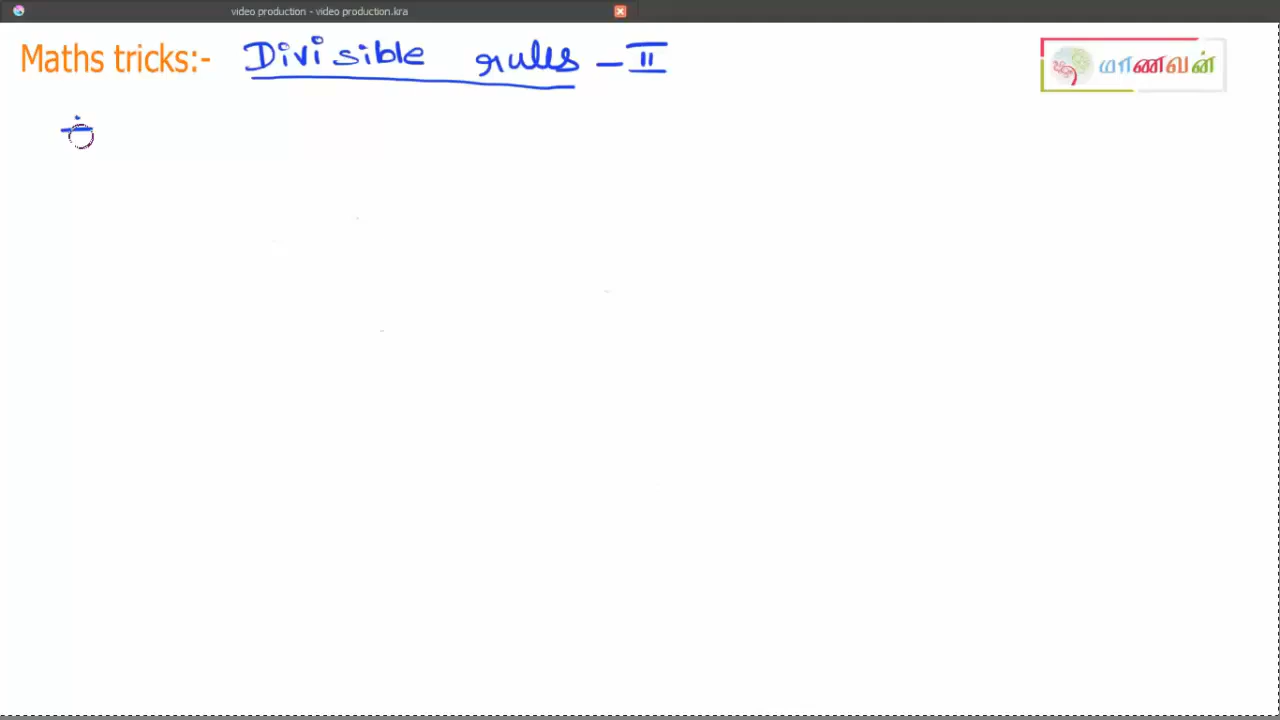 video production - video production.kra
Maths tricks:- Divisible rules - II
மாணவன்
÷